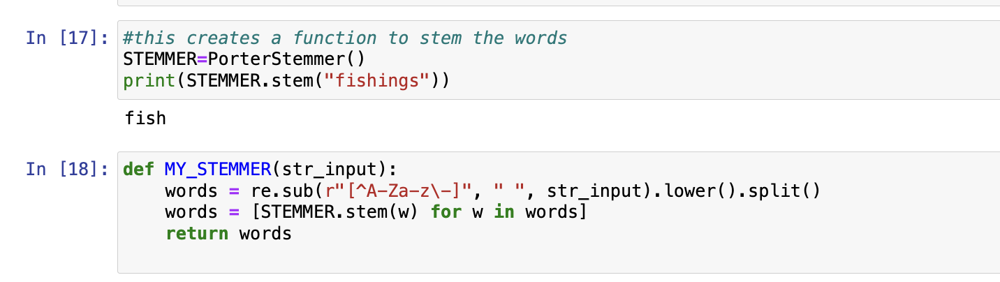 In [17]: #this creates a function to stem the words
STEMMER=PorterStemmer()
print(STEMMER.stem("fishings"))
fish
In [18]: def MY_STEMMER(str_input):
    words = re.sub(r"[^A-Za-z\-]", " ", str_input).lower().split()
    words = [STEMMER.stem(w) for w in words]
    return words